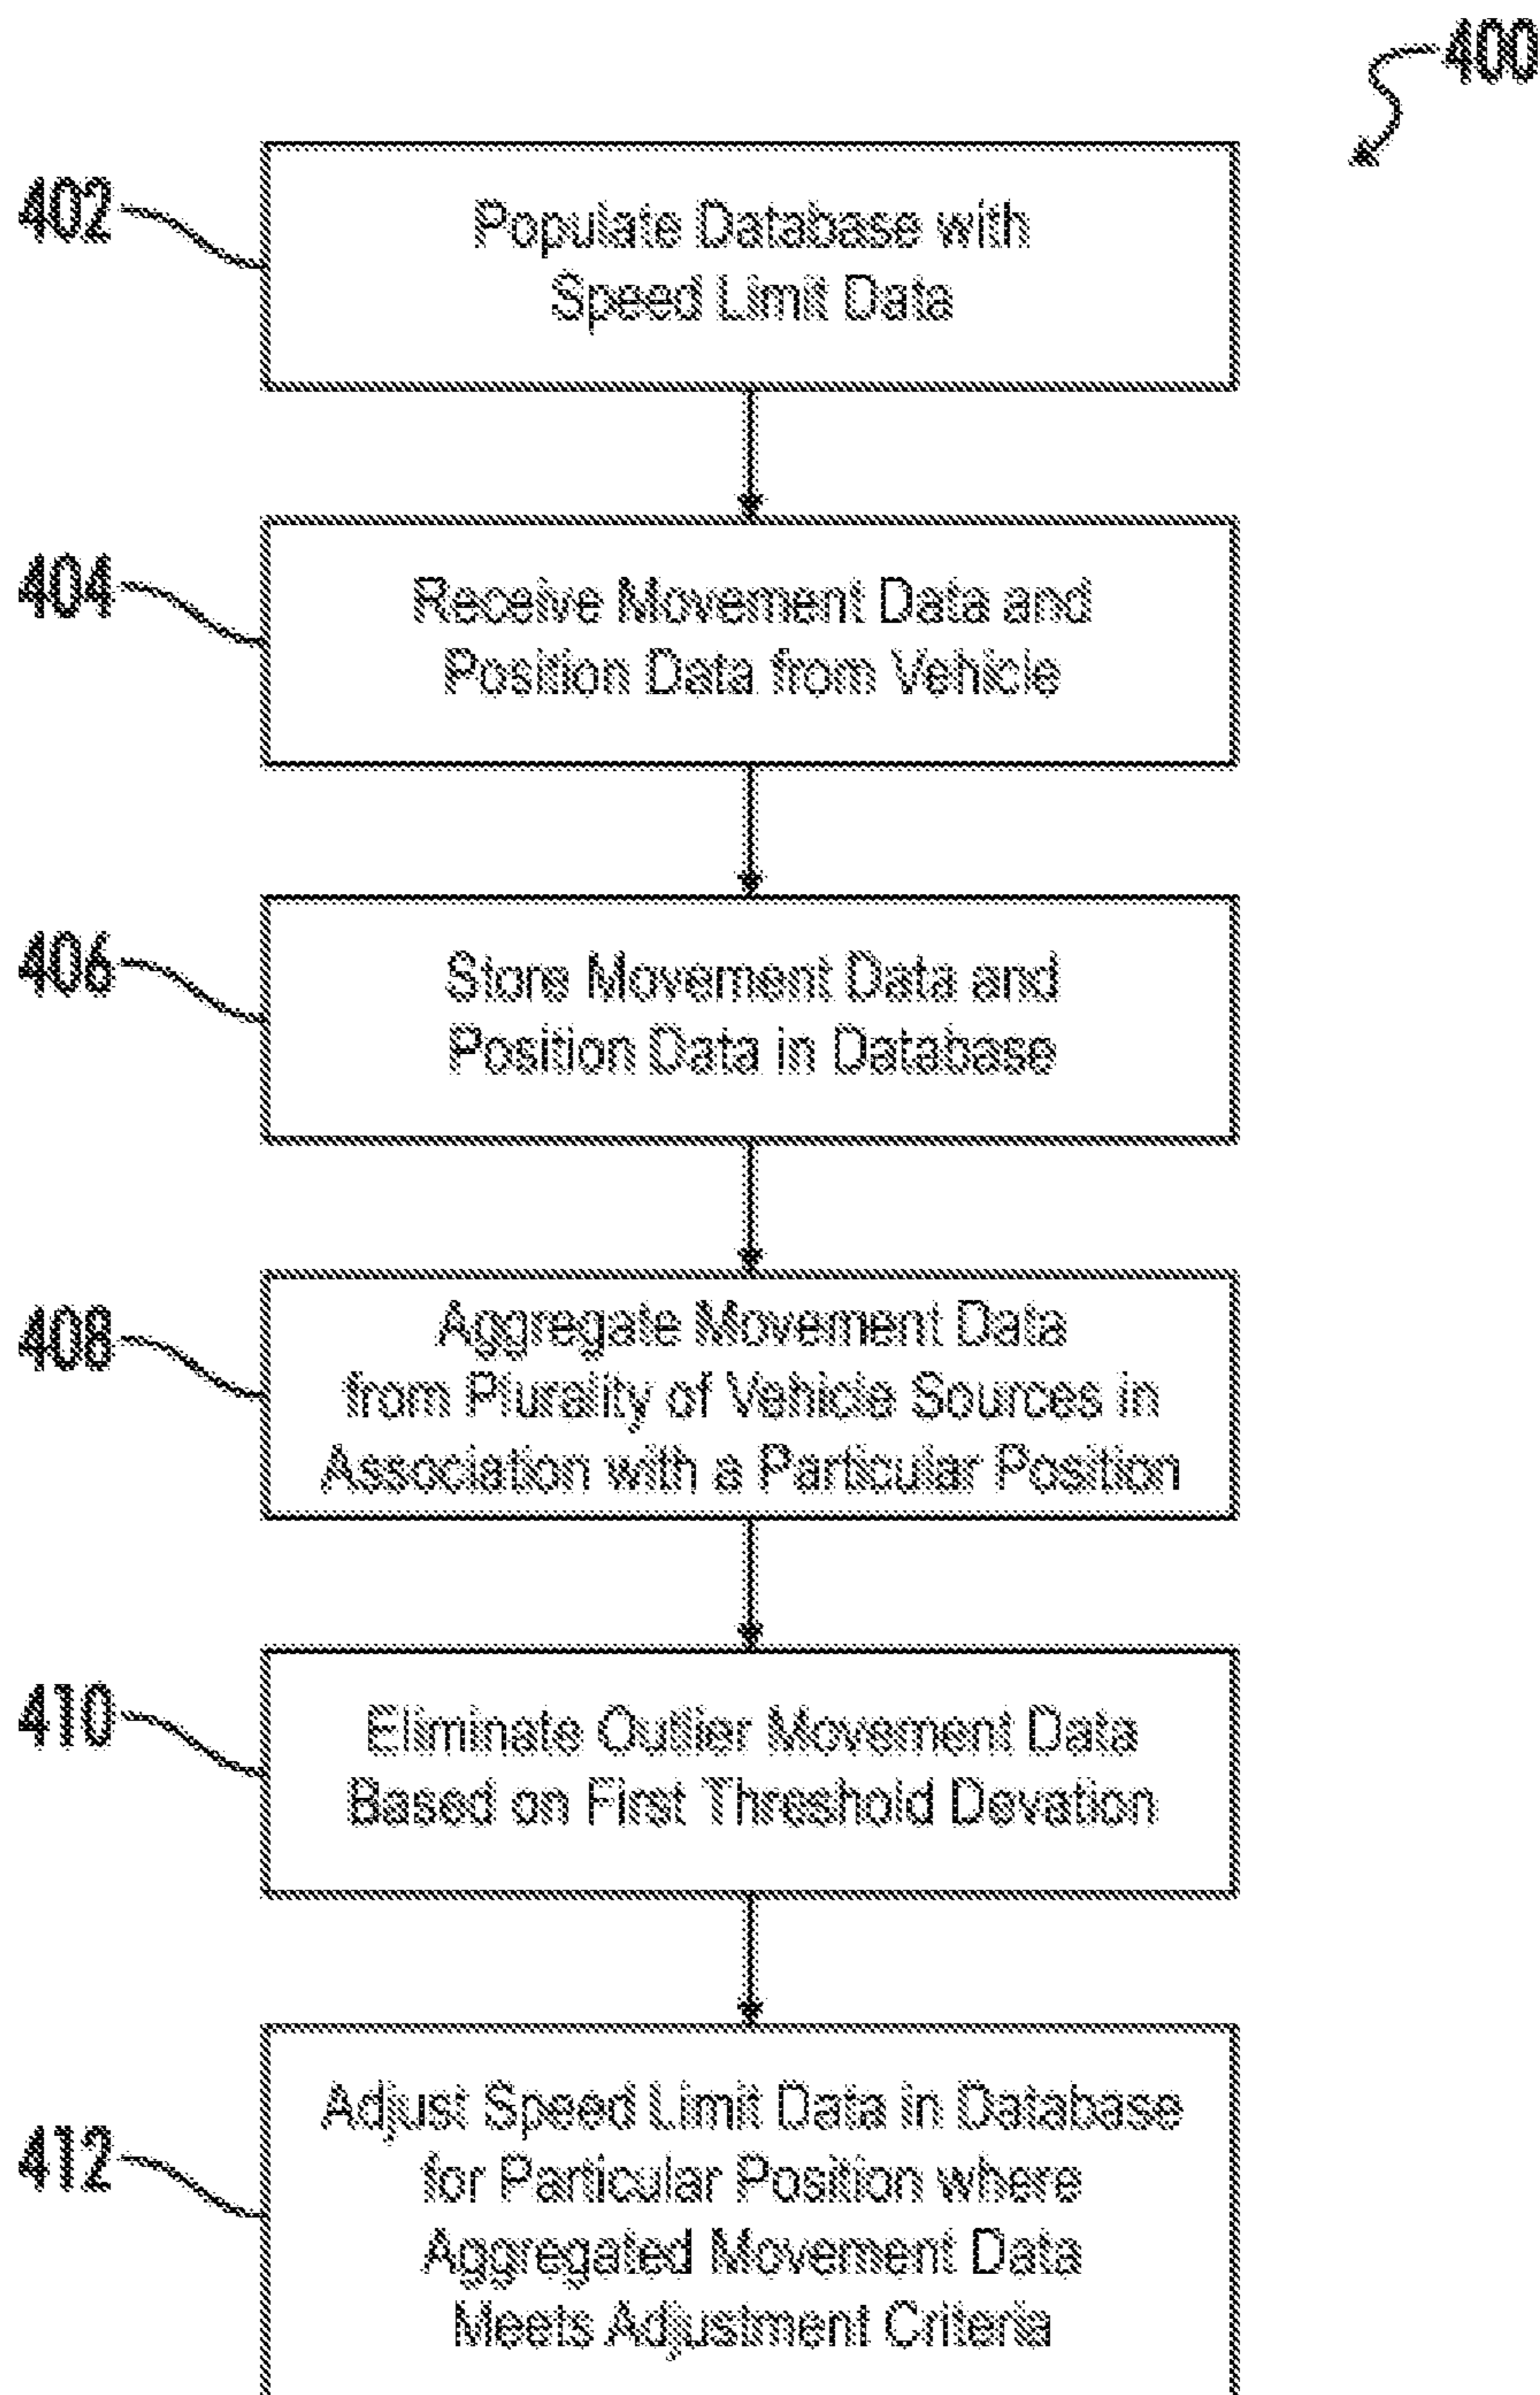 400
402
Populate Database with
Speed Limit Data
404
Receive Movement Data and
Position Data from Vehicle
406
Store Movement Data and
Position Data in Database
408
Aggregate Movement Data
from Plurality of Vehicle Sources in
Association with a Particular Position
410
Eliminate Outlier Movement Data
Based on First Threshold Devation
412
Adjust Speed Limit Data in Database
for Particular Position where
Aggregated Movement Data
Meets Adjustment Criteria